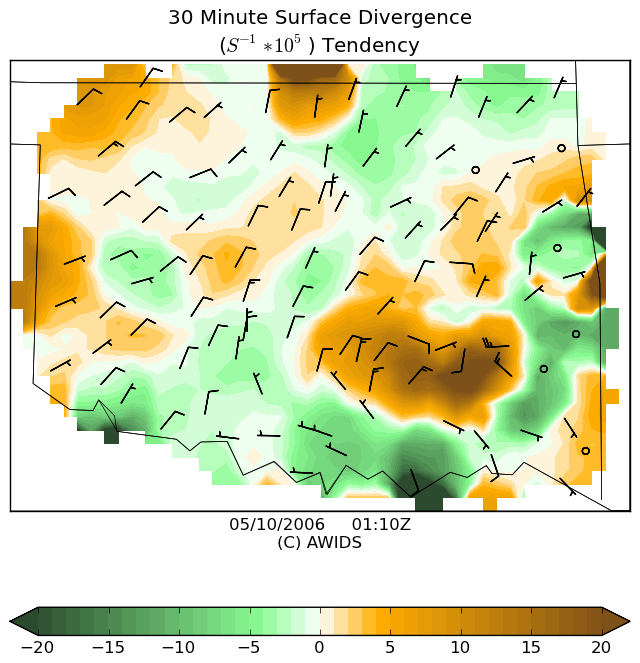 30 Minute Surface Divergence
(S⁻¹ ∗10⁵ ) Tendency
05/10/2006 01:10Z
(C) AWIDS
−20 −15 −10 −5 0 5 10 15 20